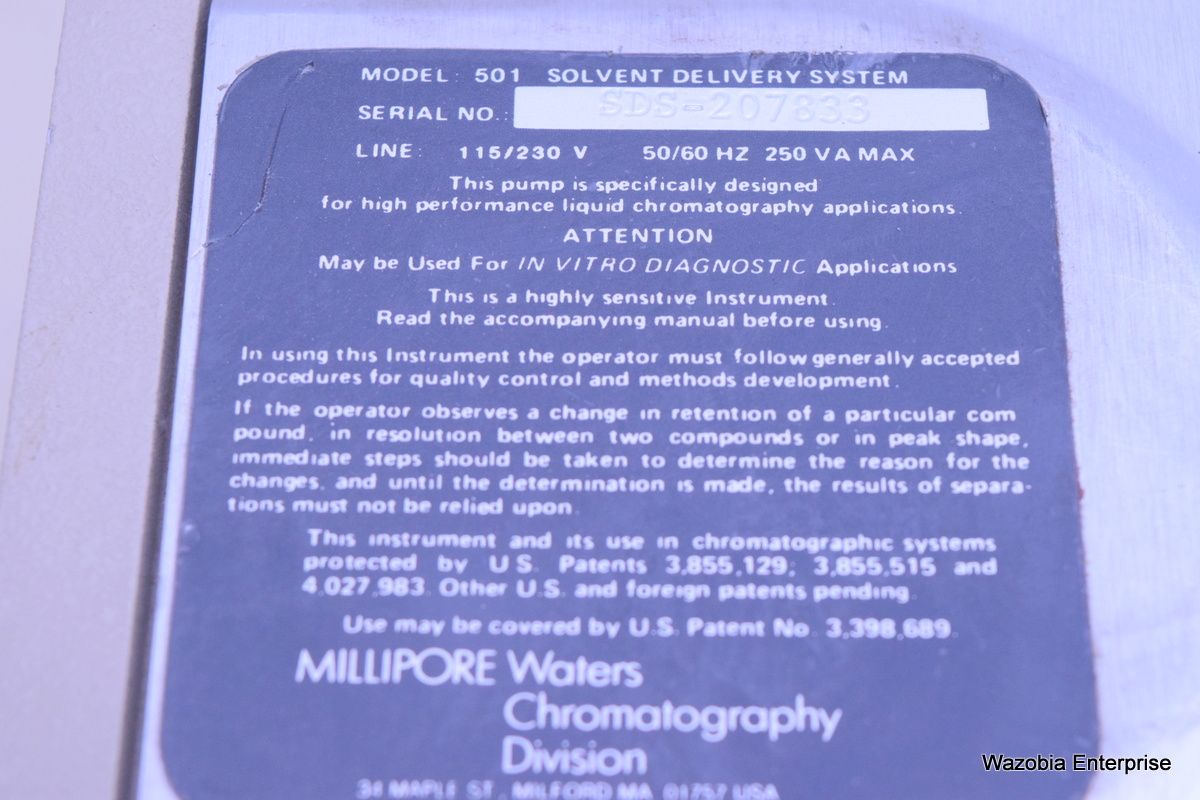 MODEL: 501 SOLVENT DELIVERY SYSTEM
SERIAL NO.: SDS-207833
LINE: 115/230 V 50/60 HZ 250 VA MAX
This pump is specifically designed
for high performance liquid chromatography applications.
ATTENTION
May be Used For IN VITRO DIAGNOSTIC Applications
This is a highly sensitive Instrument.
Read the accompanying manual before using.
In using this Instrument the operator must follow generally accepted
procedures for quality control and methods development.
If the operator observes a change in retention of a particular com
pound, in resolution between two compounds or in peak shape,
immediate steps should be taken to determine the reason for the
changes, and until the determination is made, the results of separa-
tions must not be relied upon.
This instrument and its use in chromatographic systems
protected by U.S. Patents 3,855,129; 3,855,515 and
4,027,983. Other U.S. and foreign patents pending.
Use may be covered by U.S. Patent No. 3,398,689.
MILLIPORE Waters
Chromatography
Division
34 MAPLE ST., MILFORD MA 01757 USA
Wazobia Enterprise